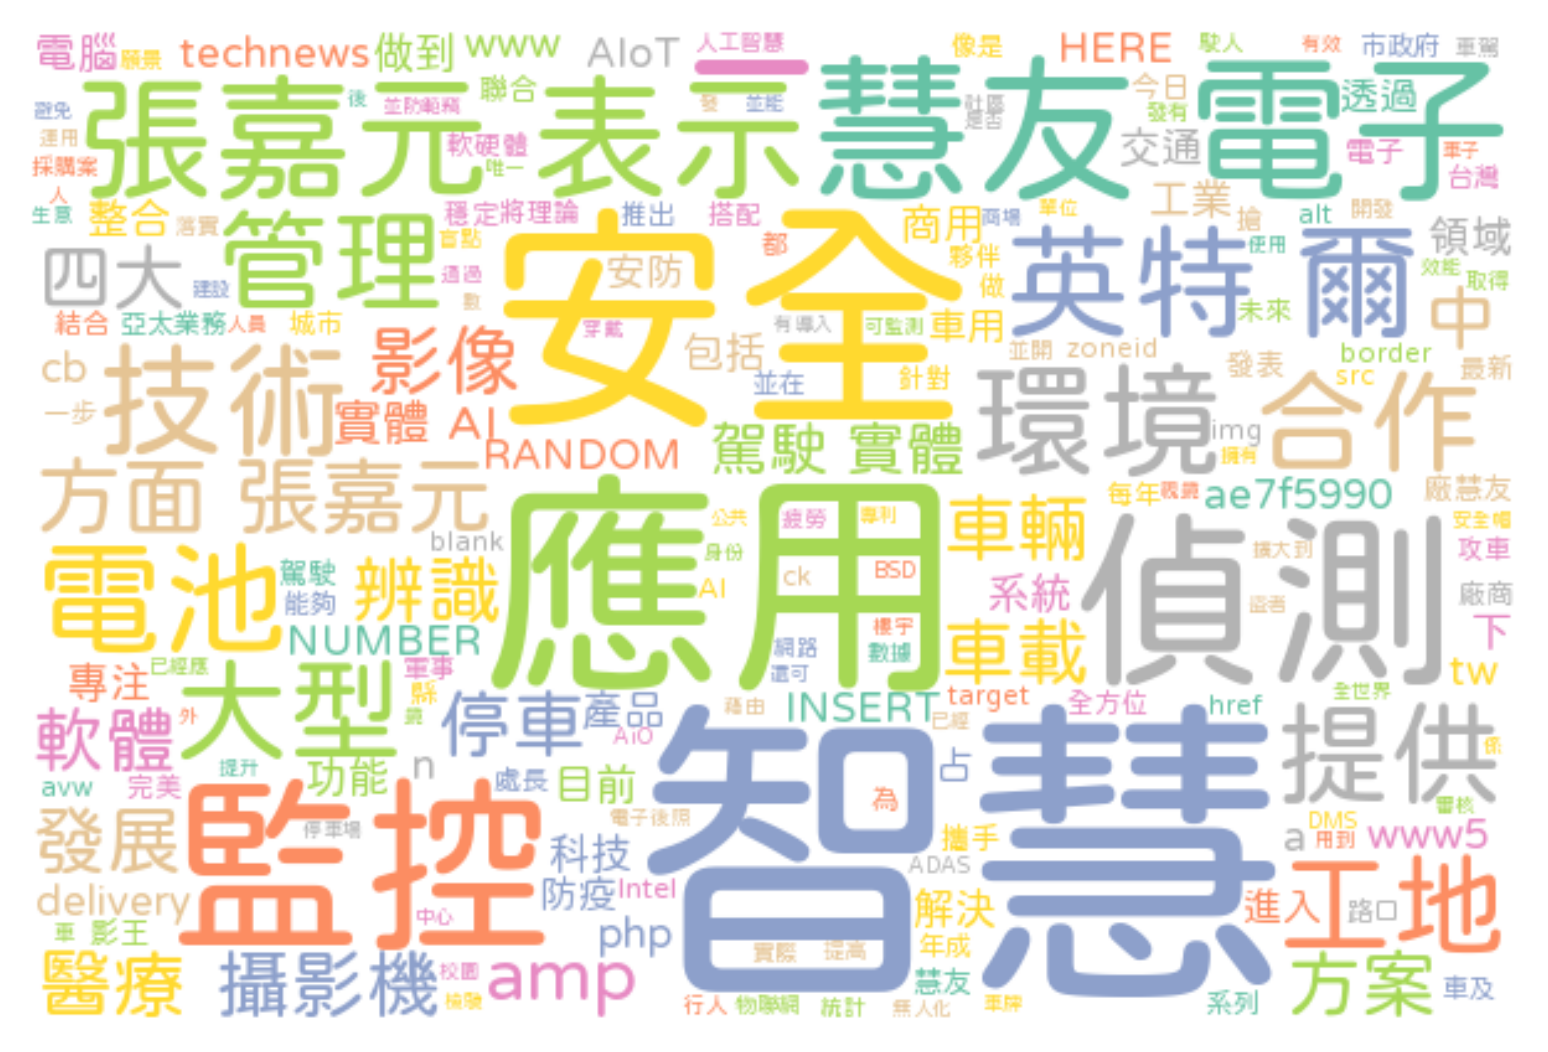 電腦 願景 technews 做到 www AIoT 人工智慧 像是 HERE 駛人 有效 市政府 車駕
避免 張嘉元 後 並防範竊 聯合 表示 發 並能 慧友 社區 是否 今日 發有 電子 透過
運用 採購案 人 軟硬體 唯一 交通 電子 車子 台灣
生意 整合 落實 穩定將理論 推出 搭配 商用 商場 單位 工業 搶 alt 開發
四大 建設 管理 盲點 透過 數 安全 安防 都 夥伴 做 英特爾 使用 未來 領域 效能 取得 中
結合 亞太業務 人員 城市 穿戴 有導入 可監測 車用
cb 一步 技術 影像 包括 並在 針對 並開 zoneid 發表 border src 最新
實體 AI RANDOM 駕駛 實體 環境 img 擁有 合作
方面 張嘉元 應用 公共 疲勞 專利 車輛 每年 親鏡 ae7f5990 廠慧友
電池 blank 駕駛 能夠 辨識 身份 AI ck BSD 系統 偵測 擴大到 盜者 安全帽 攻車 廠商 下
NUMBER 樓宇 網路 數據 還可 車載 tw
專注 已經應 大型 軍事 縣 鏡 停車 產品 藉由 INSERT 已經 target 全方位 全世界 href
軟體 外 提升 功能 n AiO 智慧 占 提供 係
avw 完美 處長 目前 為 審核
發展 監控 停車場 電子後照 科技 攜手 ADAS a DMS 用到 www5
delivery 中心 防疫 Intel 解決 進入 工地 路口
車 影王 php 實際 提高 年成
醫療 攝影機 校園 檢驗 amp 行人 物聯網 統計 無人化 慧友 軍牌 系列 方案 車及